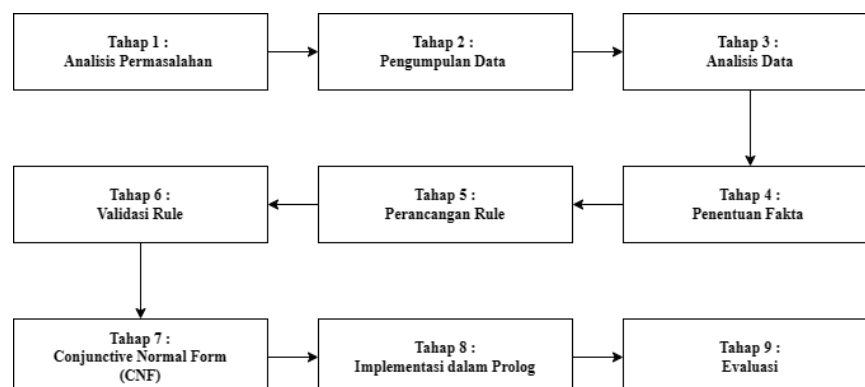 Tahap 1 :
Analisis Permasalahan
Tahap 2 :
Pengumpulan Data
Tahap 3 :
Analisis Data
Tahap 4 :
Penentuan Fakta
Tahap 5 :
Perancangan Rule
Tahap 6 :
Validasi Rule
Tahap 7 :
Conjunctive Normal Form
(CNF)
Tahap 8 :
Implementasi dalam Prolog
Tahap 9 :
Evaluasi